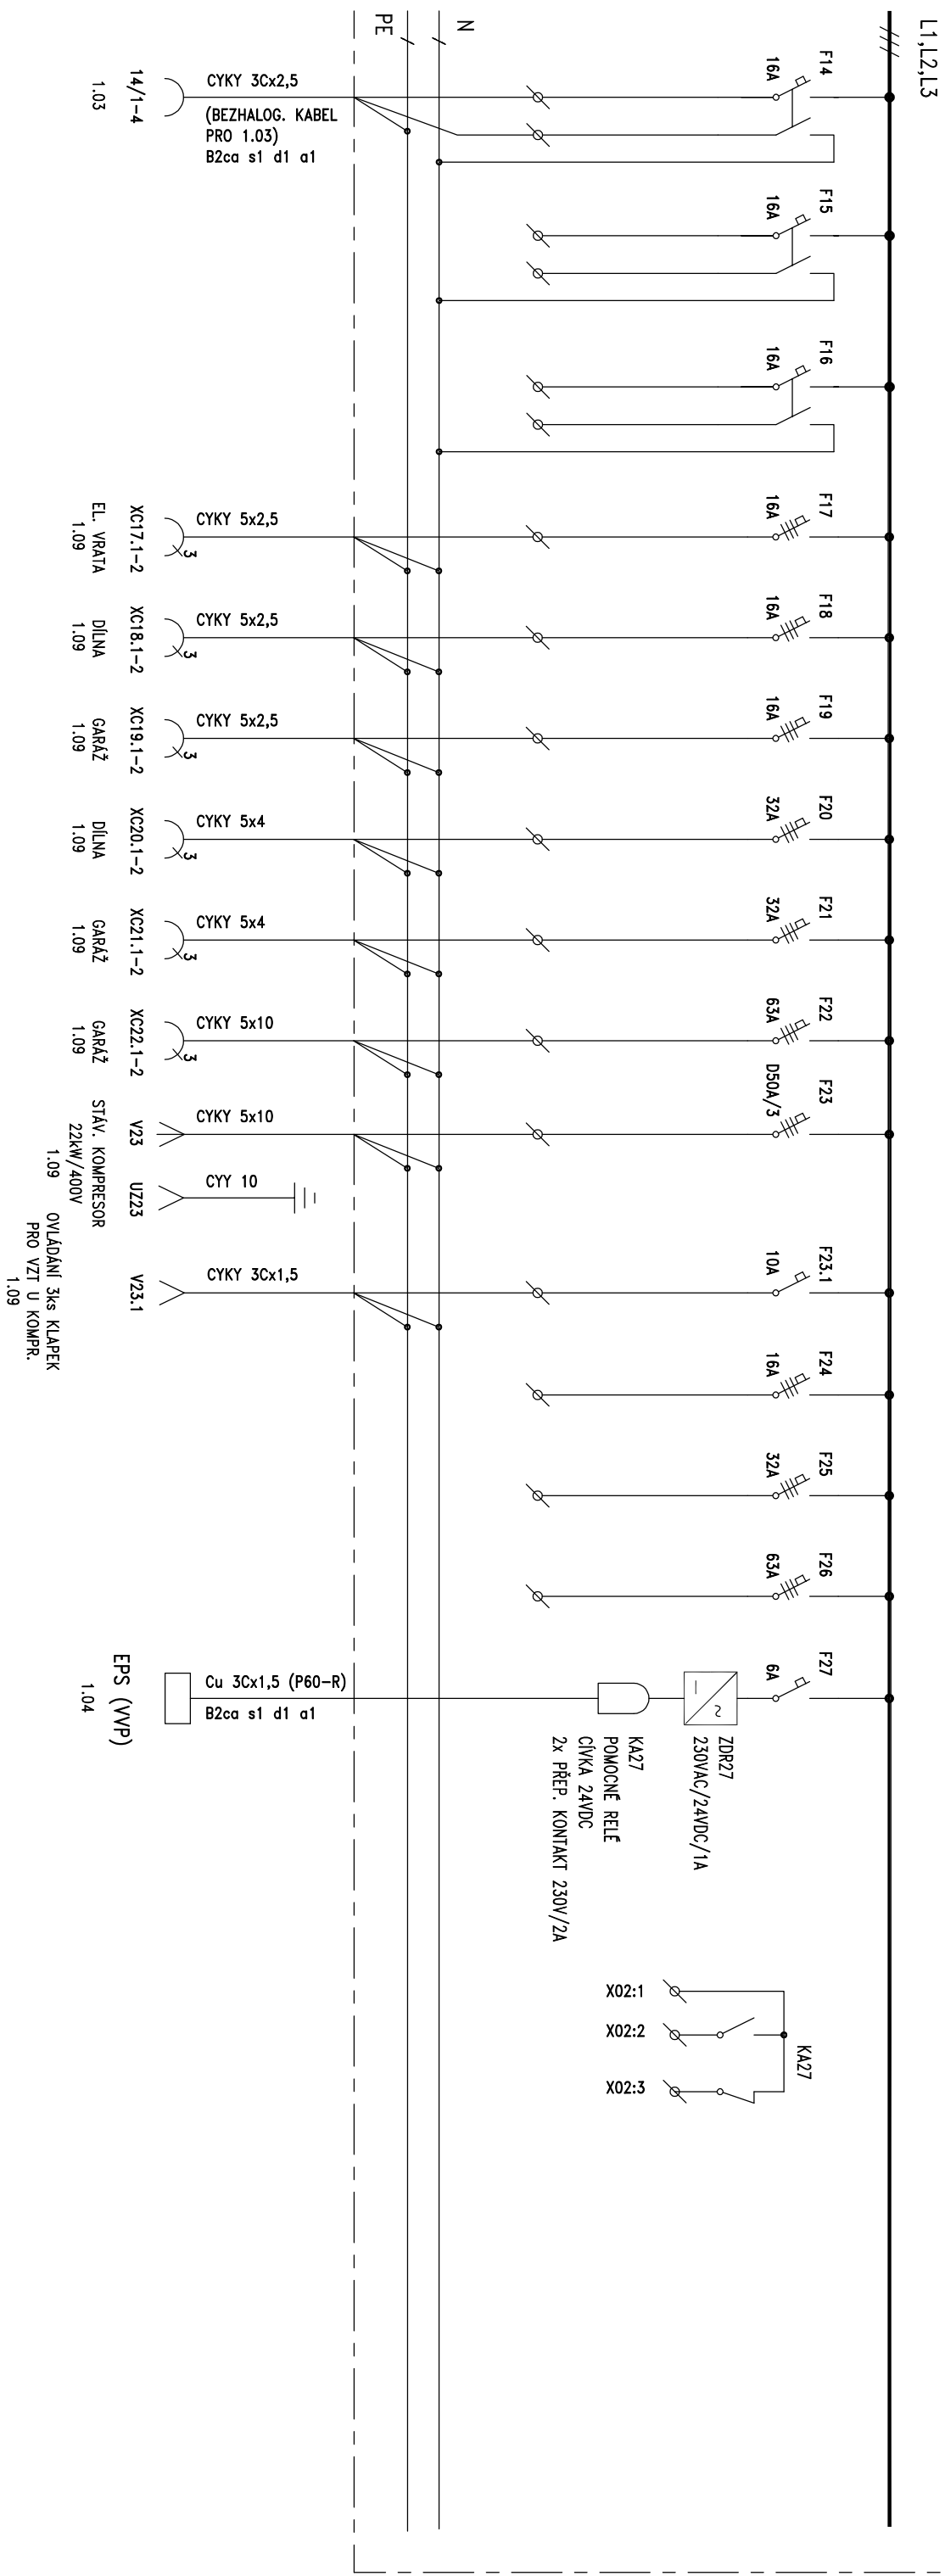 L1,L2,L3
N
PE
F14
16A
CYKY 3Cx2,5
(BEZHALOG. KABEL
PRO 1.03)
B2ca s1 d1 a1
14/1-4
1.03
F15
16A
F16
16A
F17
16A
CYKY 5x2,5
3
XC17.1-2
EL. VRATA
1.09
F18
16A
CYKY 5x2,5
3
XC18.1-2
DÍLNA
1.09
F19
16A
CYKY 5x2,5
3
XC19.1-2
GARÁŽ
1.09
F20
32A
CYKY 5x4
3
XC20.1-2
DÍLNA
1.09
F21
32A
CYKY 5x4
3
XC21.1-2
GARÁŽ
1.09
F22
63A
CYKY 5x10
3
XC22.1-2
GARÁŽ
1.09
F23
D50A/3
CYKY 5x10
V23
STÁV. KOMPRESOR
22kW/400V
1.09
CYY 10
UZ23
F23.1
10A
CYKY 3Cx1,5
V23.1
OVLÁDÁNÍ 3ks KLAPEK
PRO VZT U KOMPR.
1.09
F24
16A
F25
32A
F26
63A
F27
6A
ZDR27
230VAC/24VDC/1A
KA27
POMOCNÉ RELÉ
CÍVKA 24VDC
2x PŘEP. KONTAKT 230V/2A
Cu 3Cx1,5 (P60-R)
B2ca s1 d1 a1
EPS (VVP)
1.04
KA27
X02:1
X02:2
X02:3